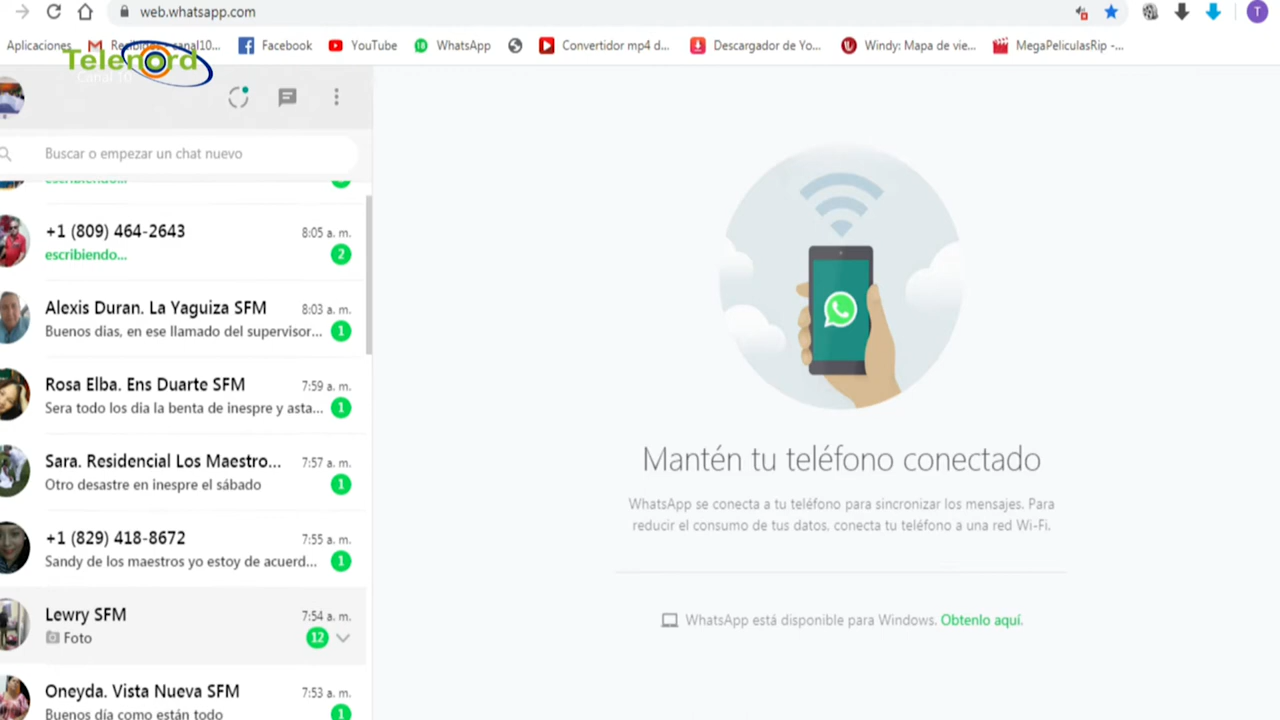 web.whatsapp.com
T
Aplicaciones
Recibidos canal10...
Facebook
YouTube
WhatsApp
Convertidor mp4 d...
Descargador de Yo...
Windy: Mapa de vie...
MegaPeliculasRip -...
Telenord
Canal 10
Buscar o empezar un chat nuevo
escribiendo...
+1 (809) 464-2643
8:05 a. m.
escribiendo...
2
Alexis Duran. La Yaguiza SFM
8:03 a. m.
Buenos dias, en ese llamado del supervisor...
1
Rosa Elba. Ens Duarte SFM
7:59 a. m.
Sera todo los dia la benta de inespre y asta...
1
Sara. Residencial Los Maestro...
7:57 a. m.
Otro desastre en inespre el sábado
1
+1 (829) 418-8672
7:55 a. m.
Sandy de los maestros yo estoy de acuerd...
1
Lewry SFM
7:54 a. m.
Foto
12
Oneyda. Vista Nueva SFM
7:53 a. m.
Buenos día como están todo
1
Mantén tu teléfono conectado
WhatsApp se conecta a tu teléfono para sincronizar los mensajes. Para
reducir el consumo de tus datos, conecta tu teléfono a una red Wi-Fi.
WhatsApp está disponible para Windows. Obtenlo aquí.